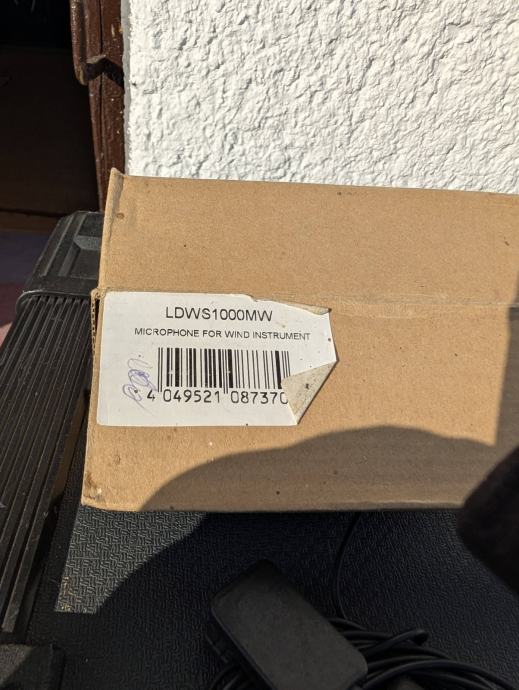 LDWS1000MW
MICROPHONE FOR WIND INSTRUMENT
4 049521 087370